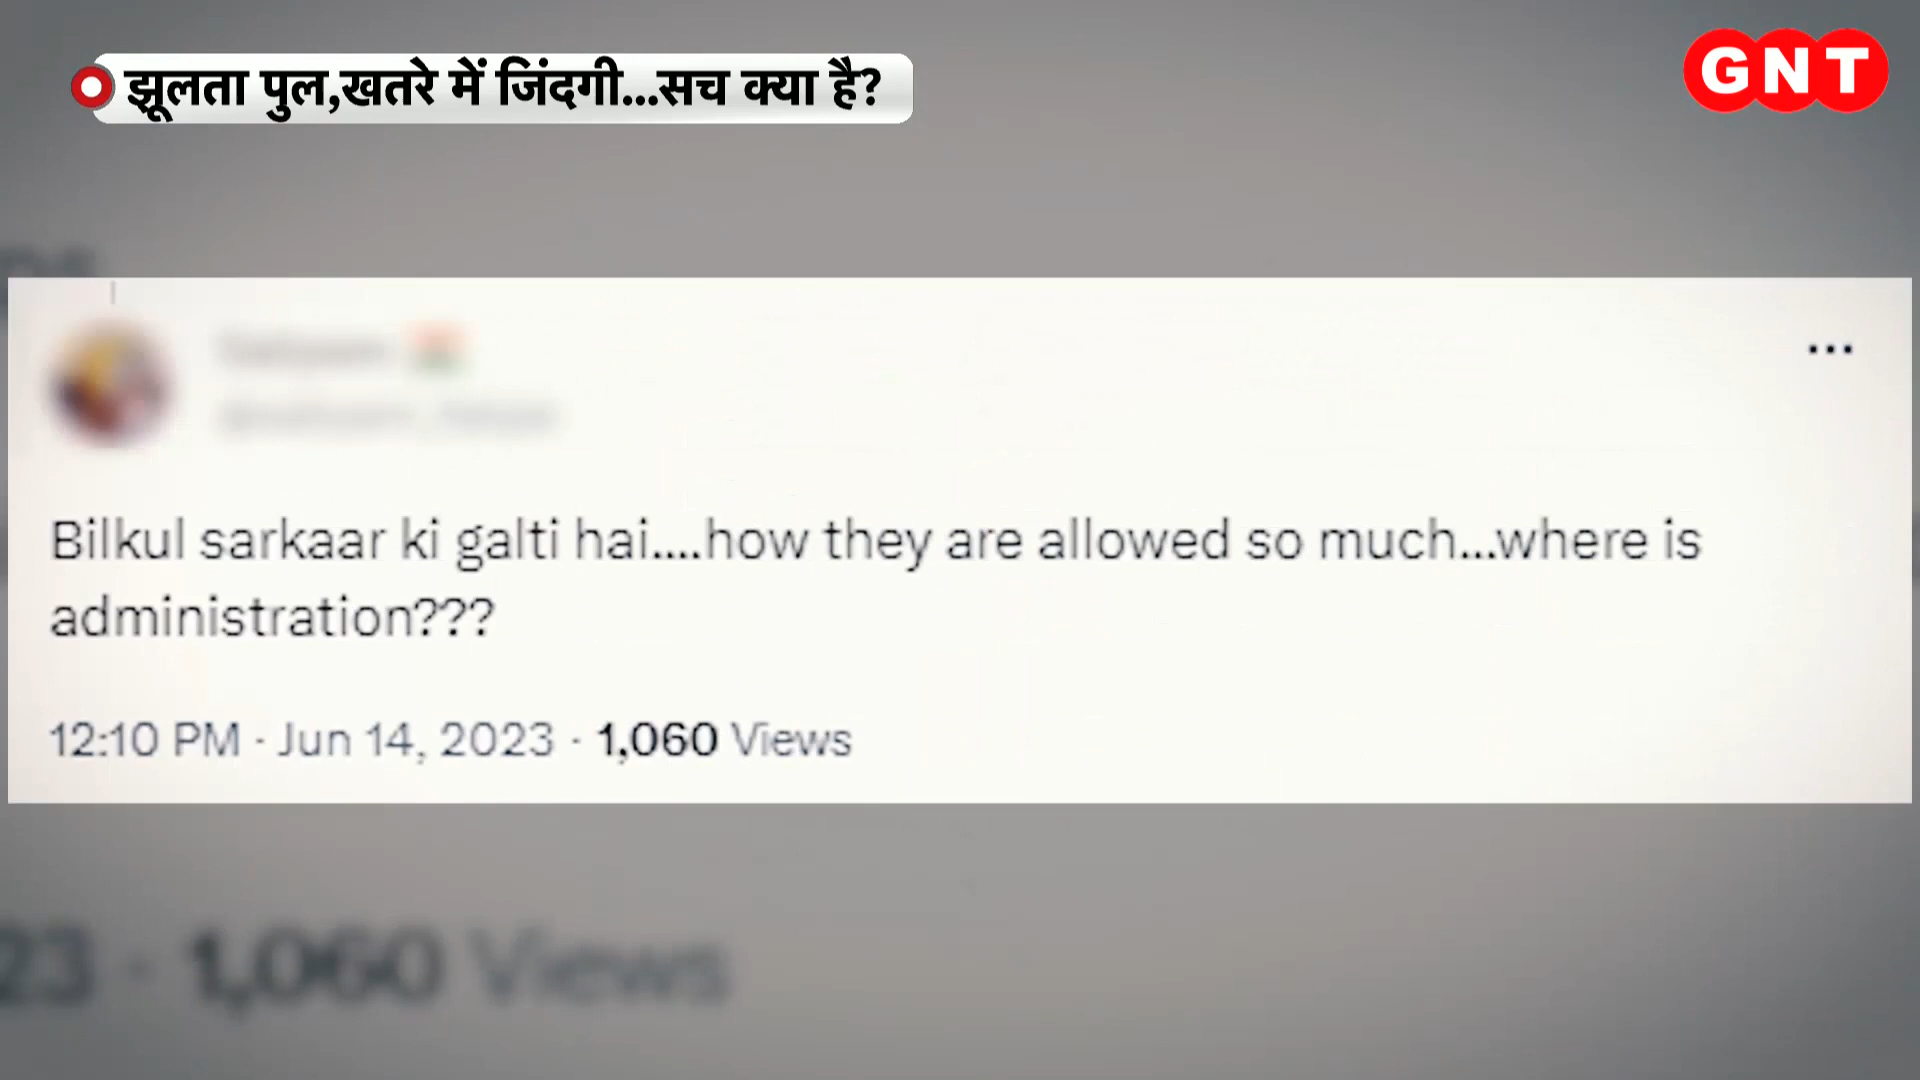 झूलता पुल,खतरे में जिंदगी...सच क्या है?
GNT
...
Bilkul sarkaar ki galti hai....how they are allowed so much...where is
administration???
12:10 PM · Jun 14, 2023 · 1,060 Views
23 · 1,060 Views